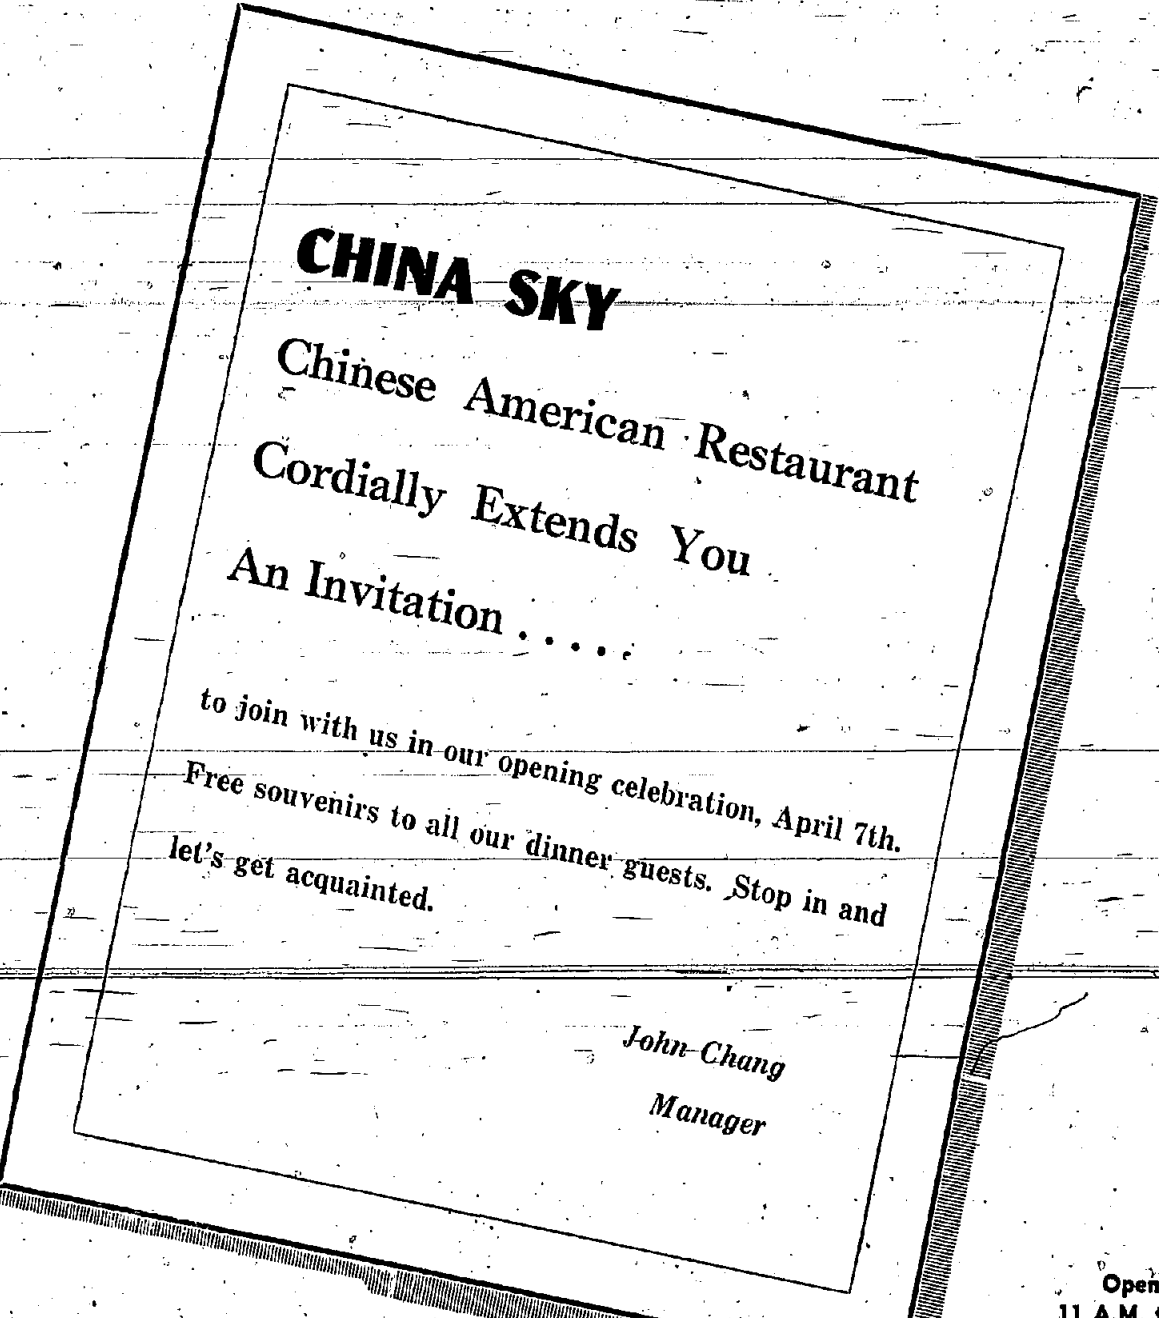 CHINA SKY
Chinese American Restaurant
Cordially Extends You
An Invitation . . . . .
to join with us in our opening celebration, April 7th.
Free souvenirs to all our dinner guests. Stop in and
let's get acquainted.
John Chang
Manager
Open
11 A.M.